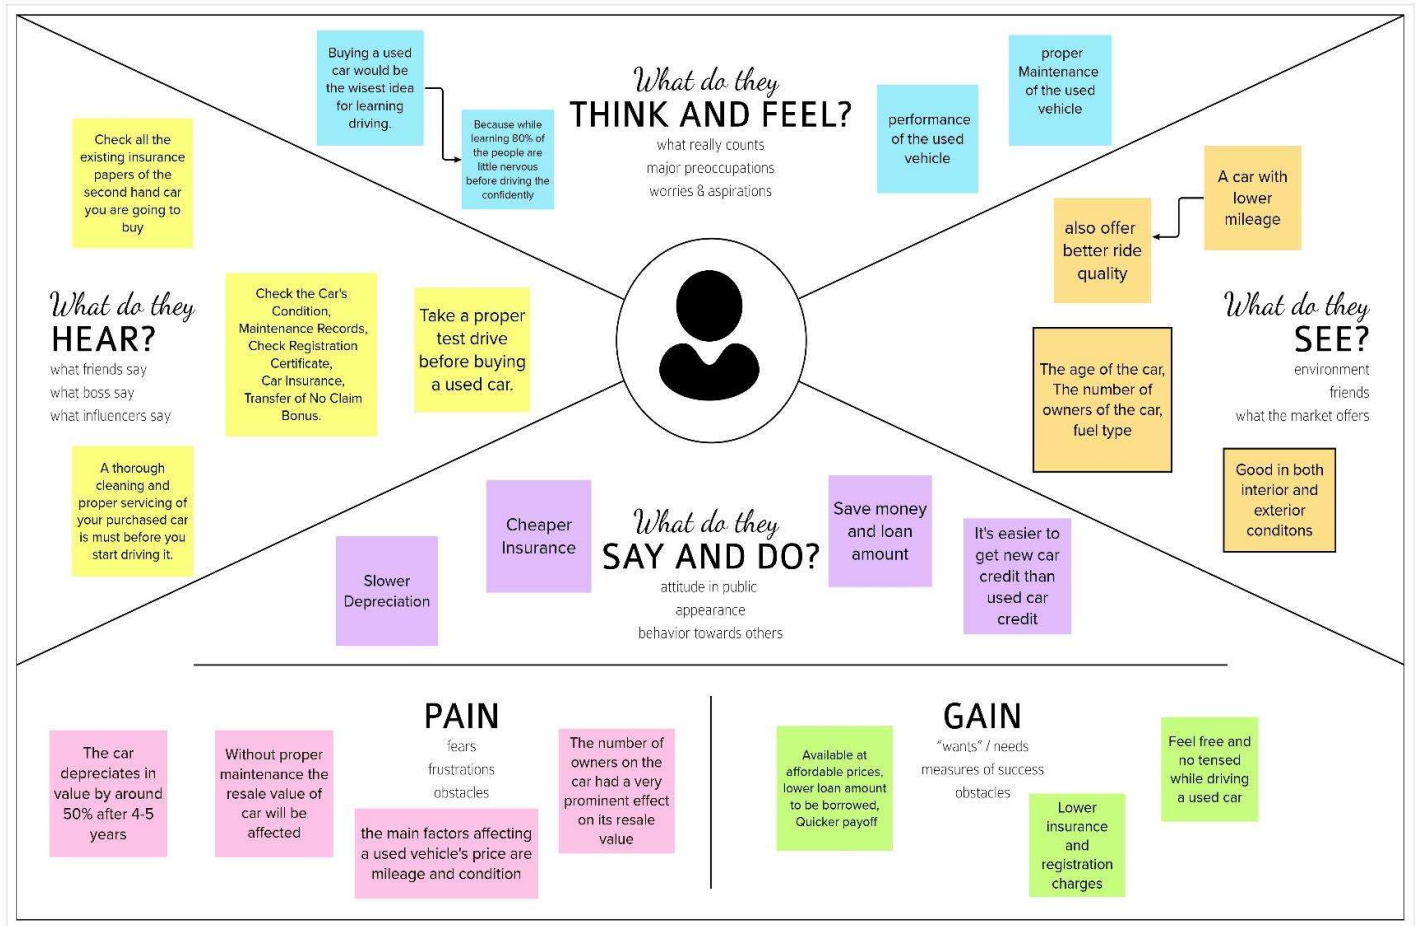 Buying a used
car would be
the wisest idea
for learning
driving.
Because while
learning 80% of
the people are
little nervous
before driving the
confidently
What do they
THINK AND FEEL?
what really counts
major preoccupations
worries & aspirations
performance
of the used
vehicle
proper
Maintenance
of the used
vehicle
Check all the
existing insurance
papers of the
second hand car
you are going to
buy
What do they
HEAR?
what friends say
what boss say
what influencers say
Check the Car's
Condition,
Maintenance Records,
Check Registration
Certificate,
Car Insurance,
Transfer of No Claim
Bonus.
Take a proper
test drive
before buying
a used car.
A thorough
cleaning and
proper servicing of
your purchased car
is must before you
start driving it.
A car with
lower
mileage
also offer
better ride
quality
What do they
SEE?
environment
friends
what the market offers
The age of the car,
The number of
owners of the car,
fuel type
Good in both
interior and
exterior
conditons
Slower
Depreciation
Cheaper
Insurance
What do they
SAY AND DO?
attitude in public
appearance
behavior towards others
Save money
and loan
amount
It's easier to
get new car
credit than
used car
credit
PAIN
fears
frustrations
obstacles
The car
depreciates in
value by around
50% after 4-5
years
Without proper
maintenance the
resale value of
car will be
affected
the main factors affecting
a used vehicle's price are
mileage and condition
The number of
owners on the
car had a very
prominent effect
on its resale
value
GAIN
"wants" / needs
measures of success
obstacles
Available at
affordable prices,
lower loan amount
to be borrowed,
Quicker payoff
Lower
insurance
and
registration
charges
Feel free and
no tensed
while driving
a used car